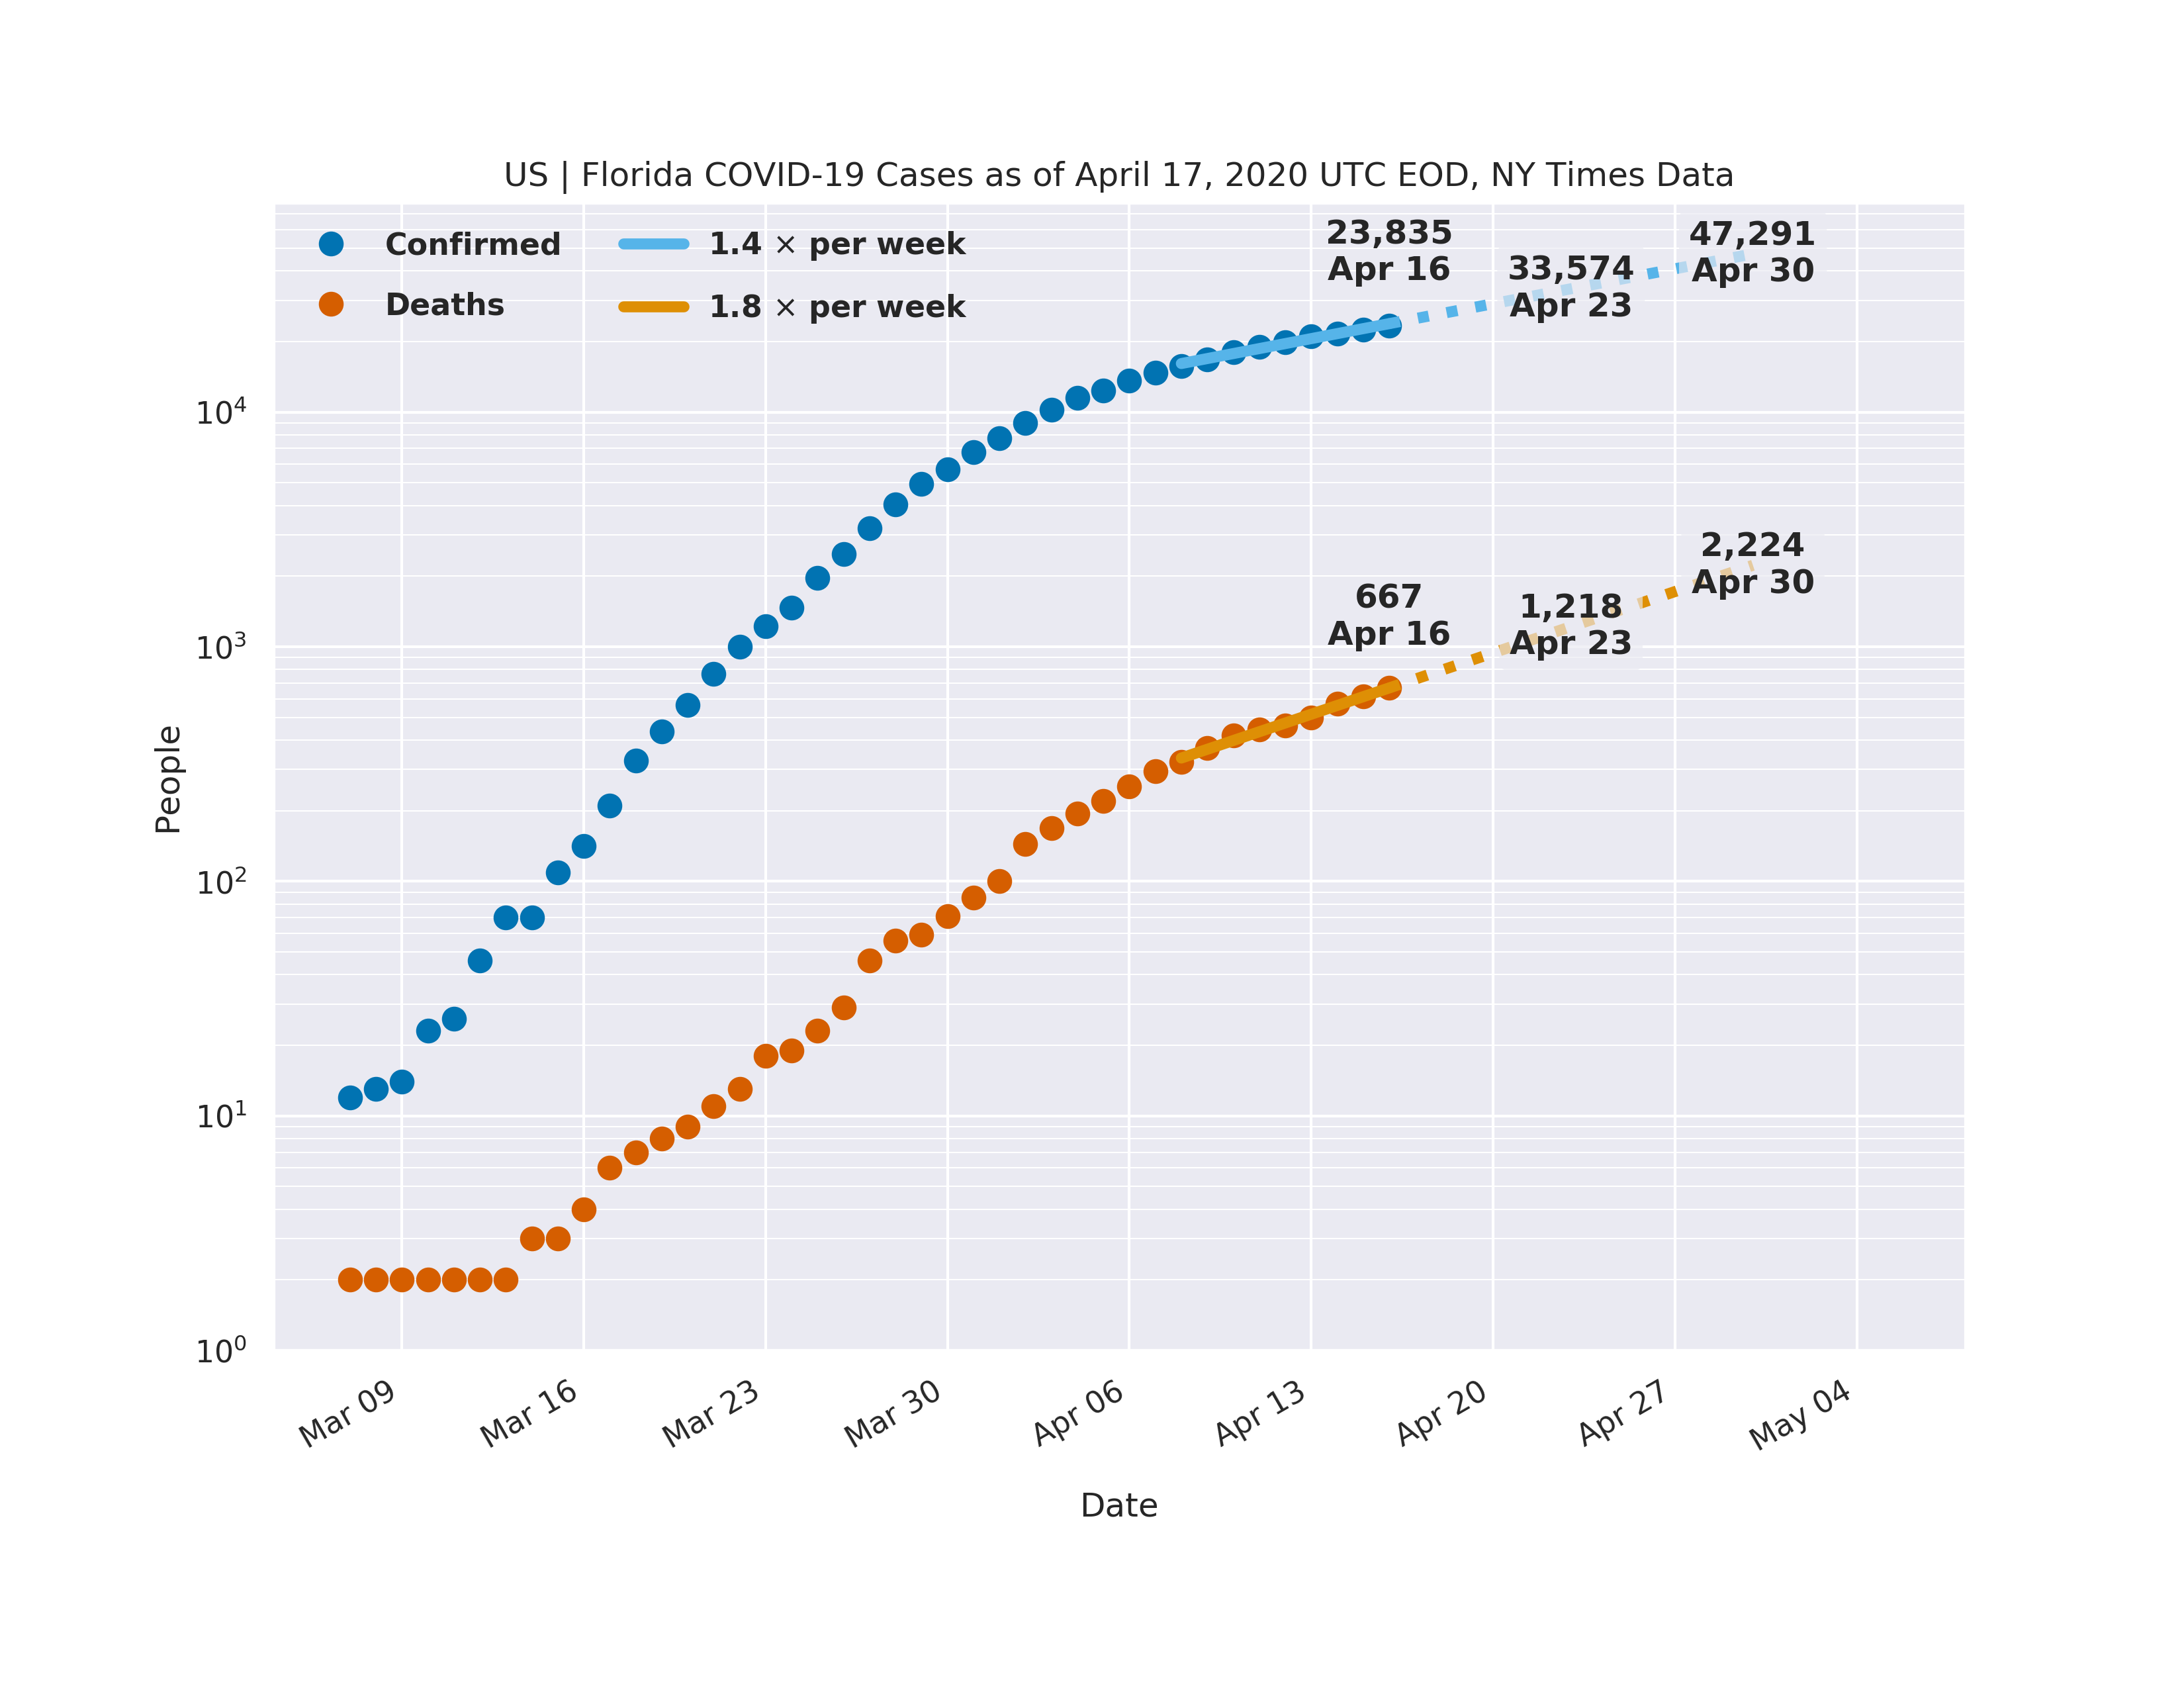 US | Florida COVID-19 Cases as of April 17, 2020 UTC EOD, NY Times Data
Confirmed
Deaths
1.4 × per week
1.8 × per week
23,835
Apr 16
33,574
Apr 23
47,291
Apr 30
667
Apr 16
1,218
Apr 23
2,224
Apr 30
People
10⁴
10³
10²
10¹
10⁰
Mar 09
Mar 16
Mar 23
Mar 30
Apr 06
Apr 13
Apr 20
Apr 27
May 04
Date